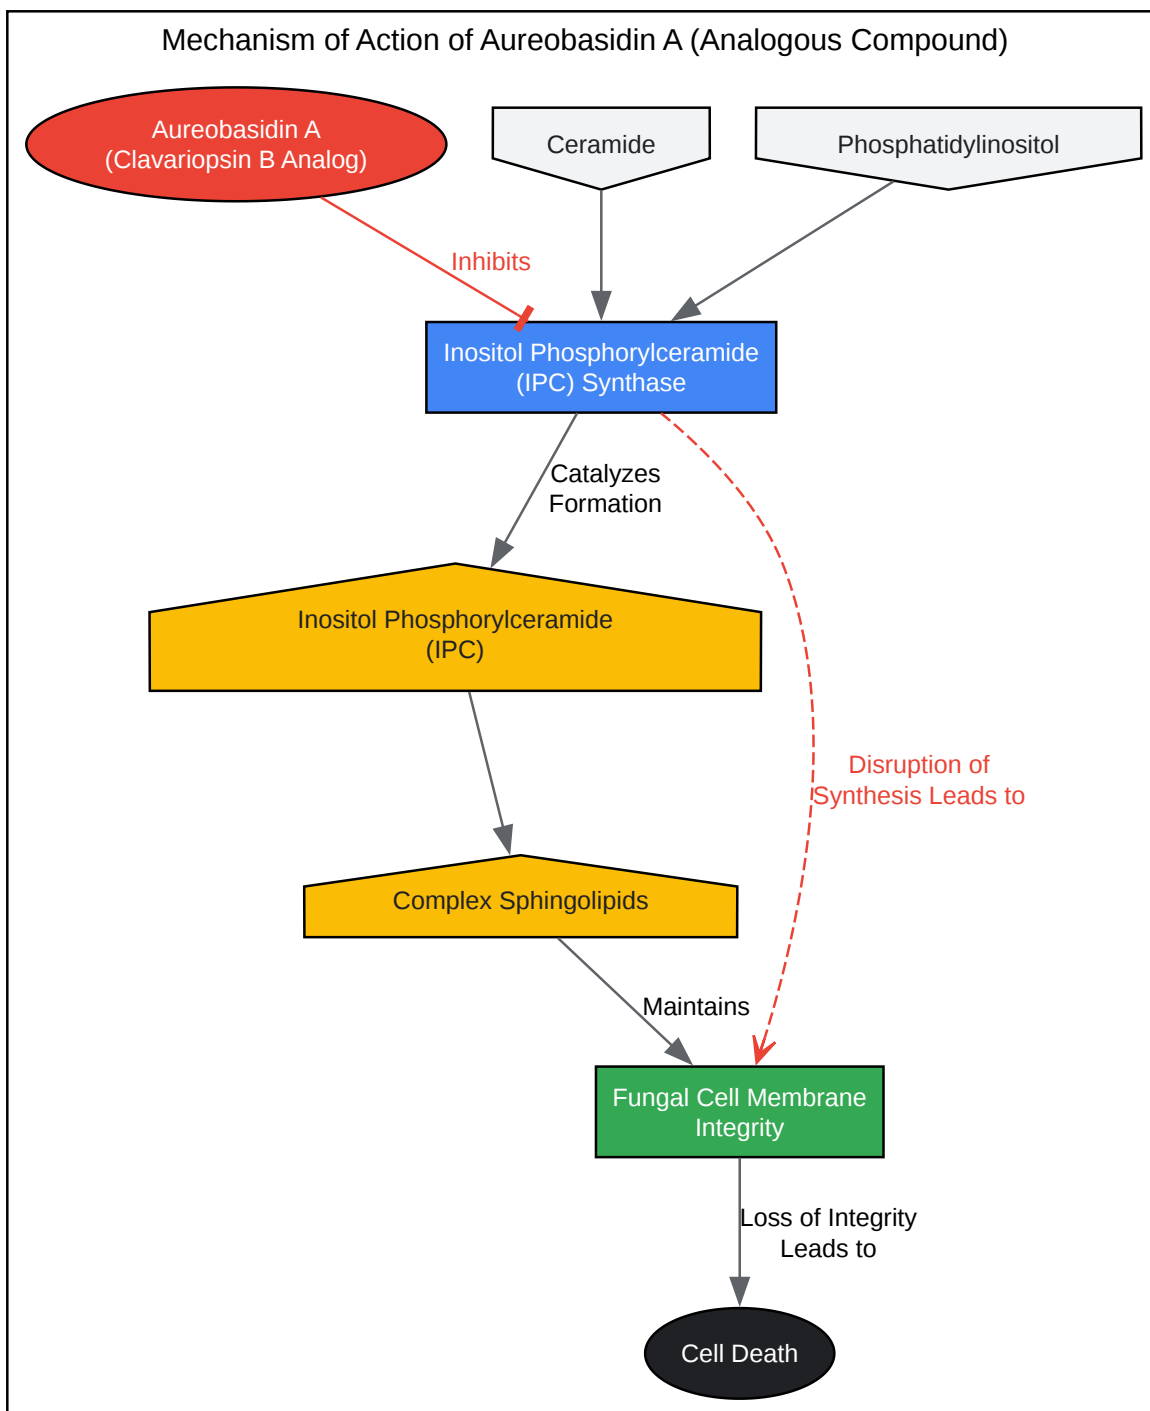 Mechanism of Action of Aureobasidin A (Analogous Compound)
Aureobasidin A
(Clavariopsin B Analog)
Ceramide
Phosphatidylinositol
Inhibits
Inositol Phosphorylceramide
(IPC) Synthase
Catalyzes
Formation
Inositol Phosphorylceramide
(IPC)
Disruption of
Synthesis Leads to
Complex Sphingolipids
Maintains
Fungal Cell Membrane
Integrity
Loss of Integrity
Leads to
Cell Death